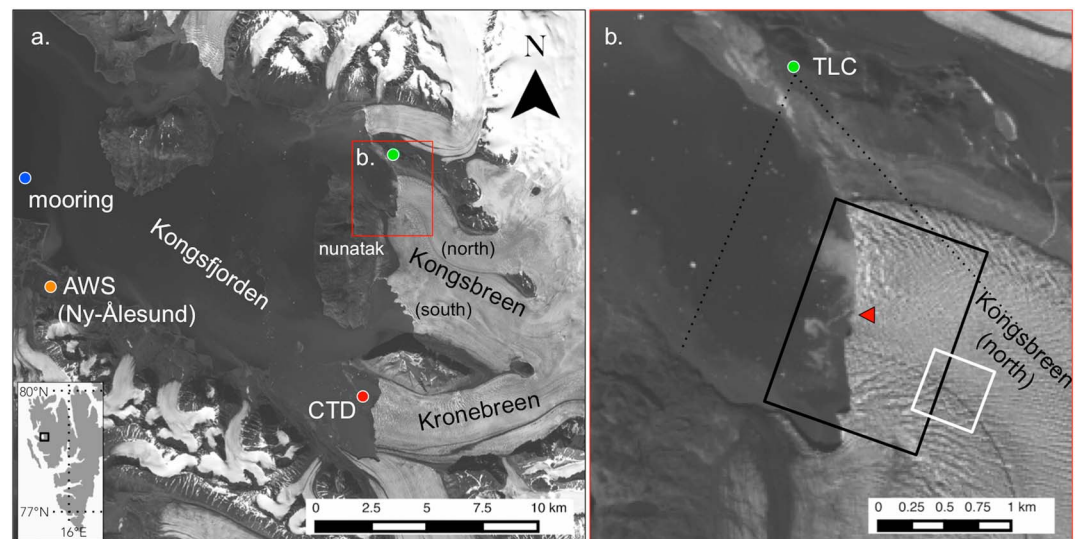 a.
N
b.
mooring
nunatak
(north)
Kongsfjorden
Kongsbreen
AWS
(Ny-Ålesund)
(south)
CTD
Kronebreen
80°N
77°N
16°E
0 2.5 5 7.5 10 km
b.
TLC
Kongsbreen
(north)
0 0.25 0.5 0.75 1 km